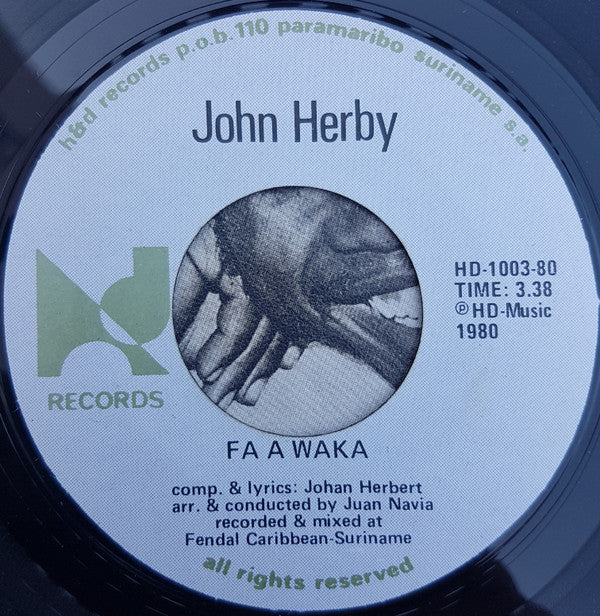 h&d records p.o.b. 110 paramaribo suriname s.a.
John Herby
HD-1003-80
TIME: 3.38
℗ HD-Music
1980
RECORDS
FA A WAKA
comp. & lyrics: Johan Herbert
arr. & conducted by Juan Navia
recorded & mixed at
Fendal Caribbean-Suriname
all rights reserved